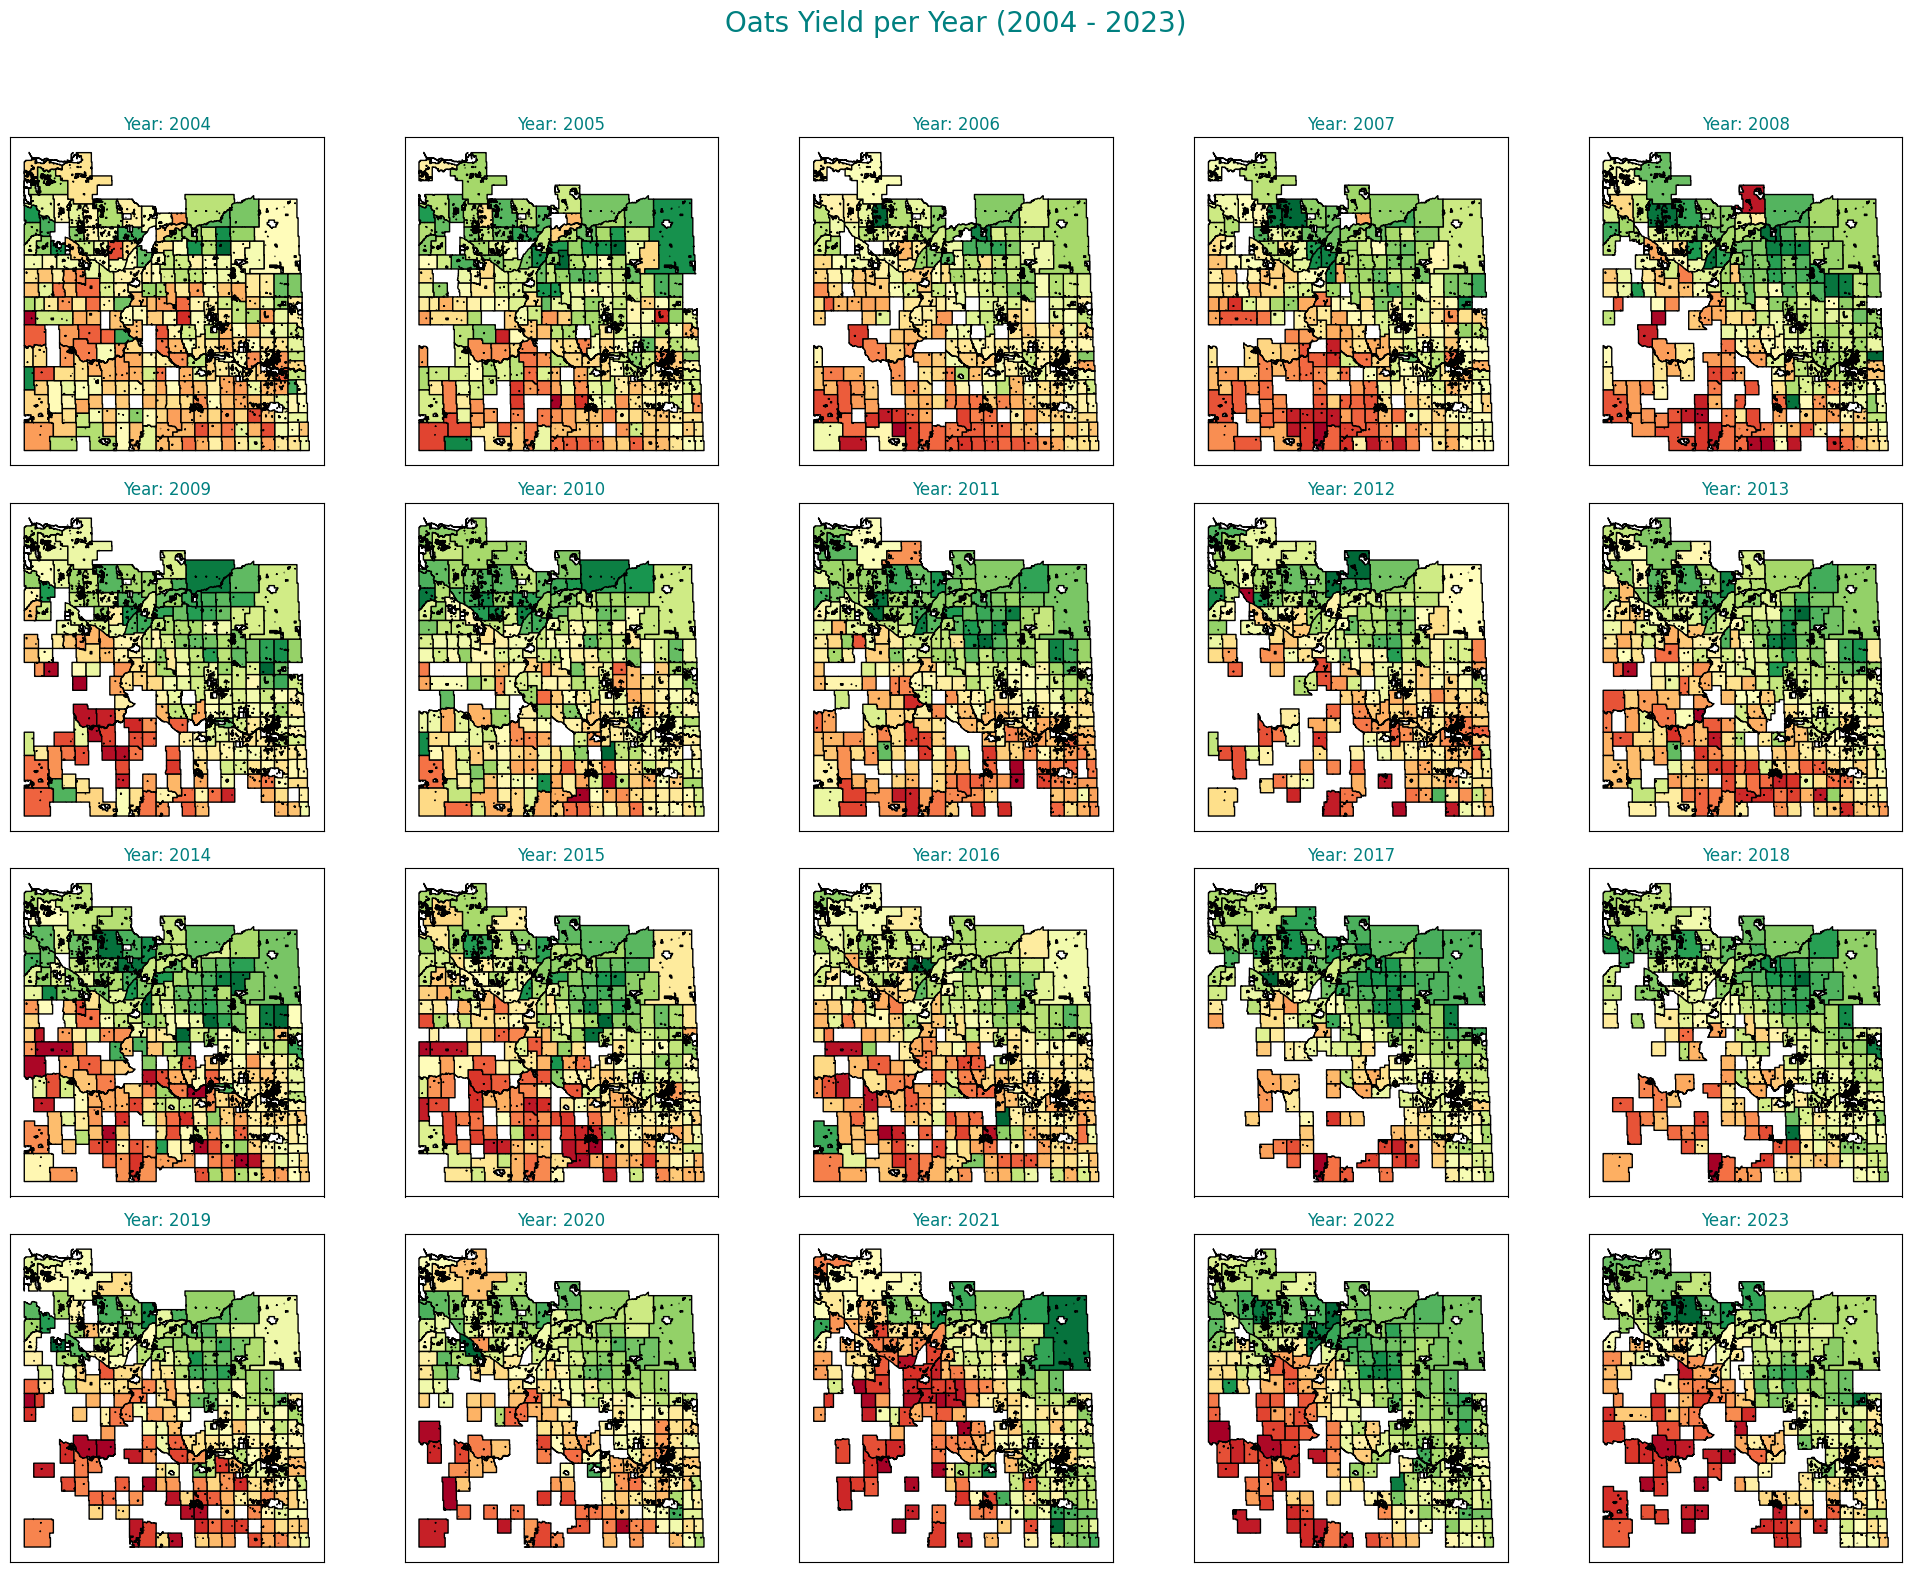 Oats Yield per Year (2004 - 2023)
Year: 2004
Year: 2005
Year: 2006
Year: 2007
Year: 2008
Year: 2009
Year: 2010
Year: 2011
Year: 2012
Year: 2013
Year: 2014
Year: 2015
Year: 2016
Year: 2017
Year: 2018
Year: 2019
Year: 2020
Year: 2021
Year: 2022
Year: 2023